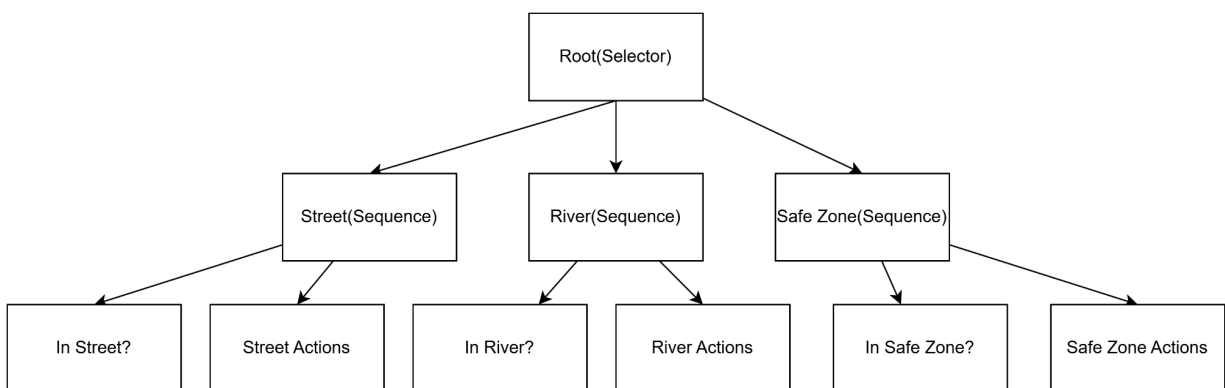 Root(Selector)
Street(Sequence)
River(Sequence)
Safe Zone(Sequence)
In Street?
Street Actions
In River?
River Actions
In Safe Zone?
Safe Zone Actions